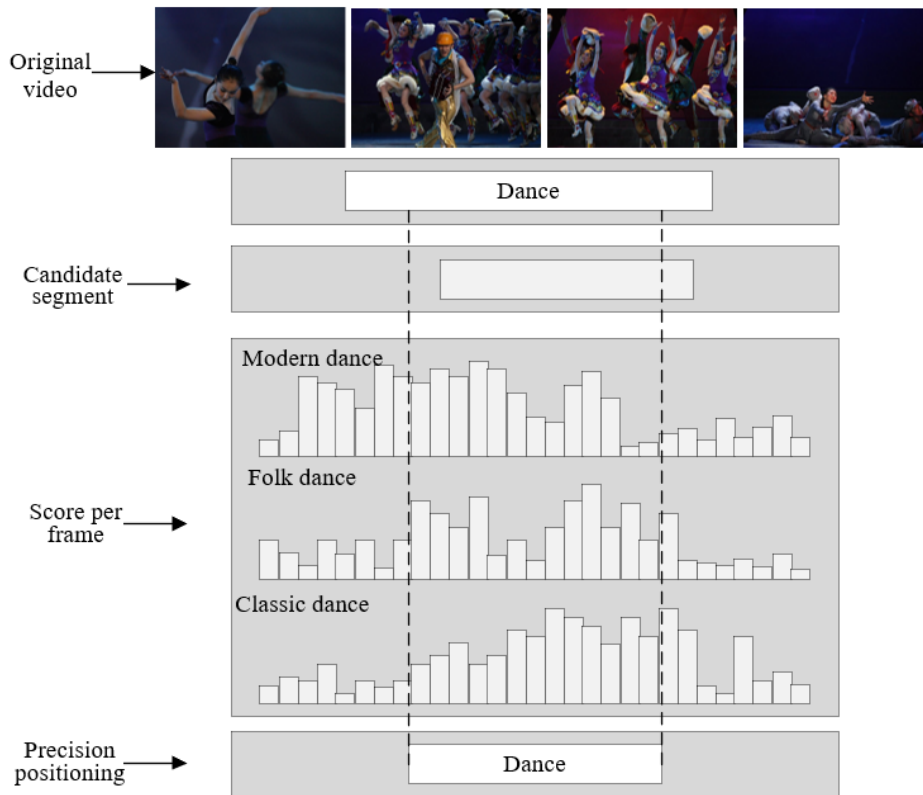 Original
video
Dance
Candidate
segment
Modern dance
Folk dance
Score per
frame
Classic dance
Precision
positioning
Dance